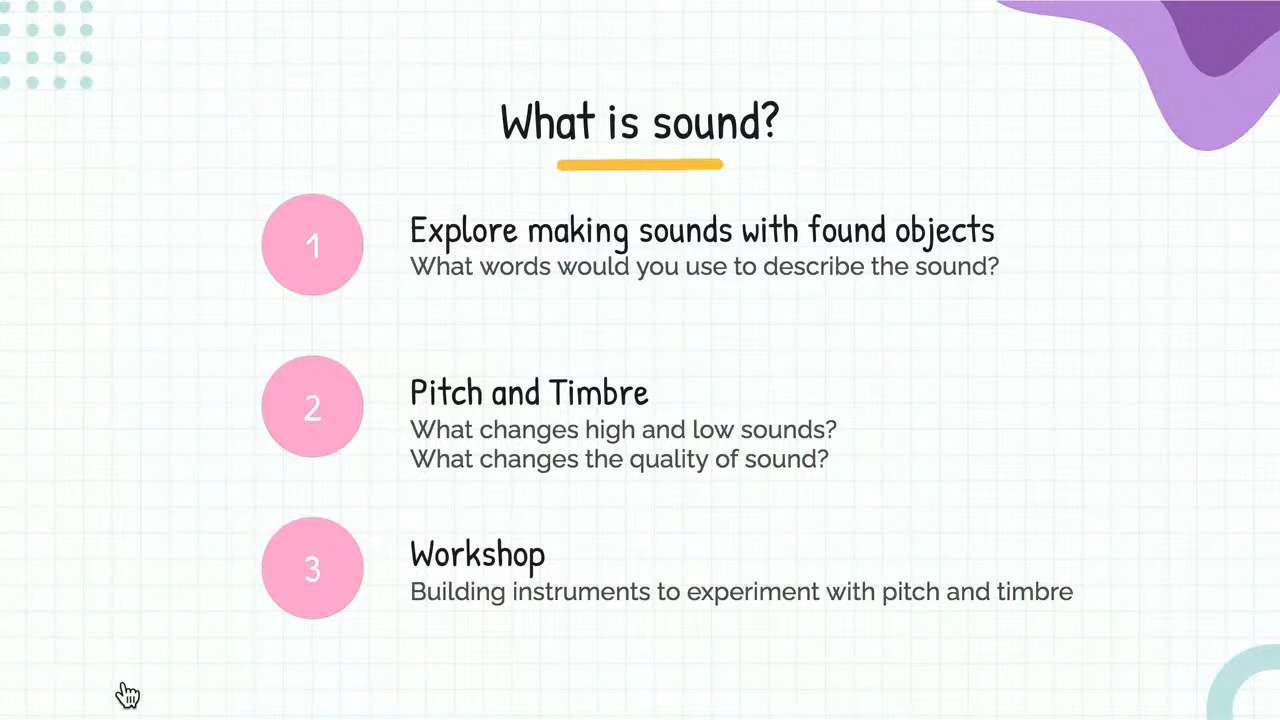 What is sound?
1
Explore making sounds with found objects
What words would you use to describe the sound?
2
Pitch and Timbre
What changes high and low sounds?
What changes the quality of sound?
3
Workshop
Building instruments to experiment with pitch and timbre